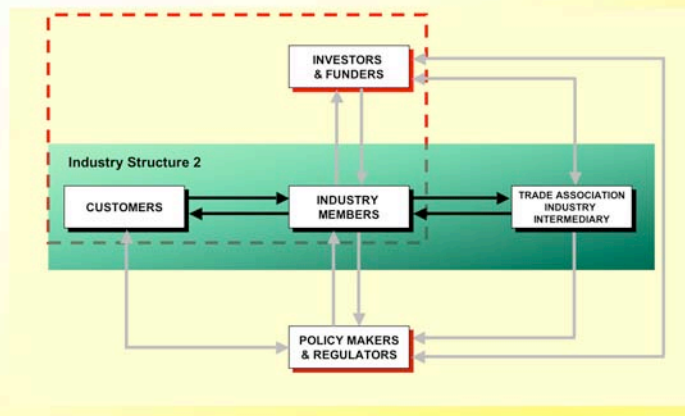 INVESTORS
& FUNDERS
Industry Structure 2
CUSTOMERS
INDUSTRY
MEMBERS
TRADE ASSOCIATION
INDUSTRY
INTERMEDIARY
POLICY MAKERS
& REGULATORS